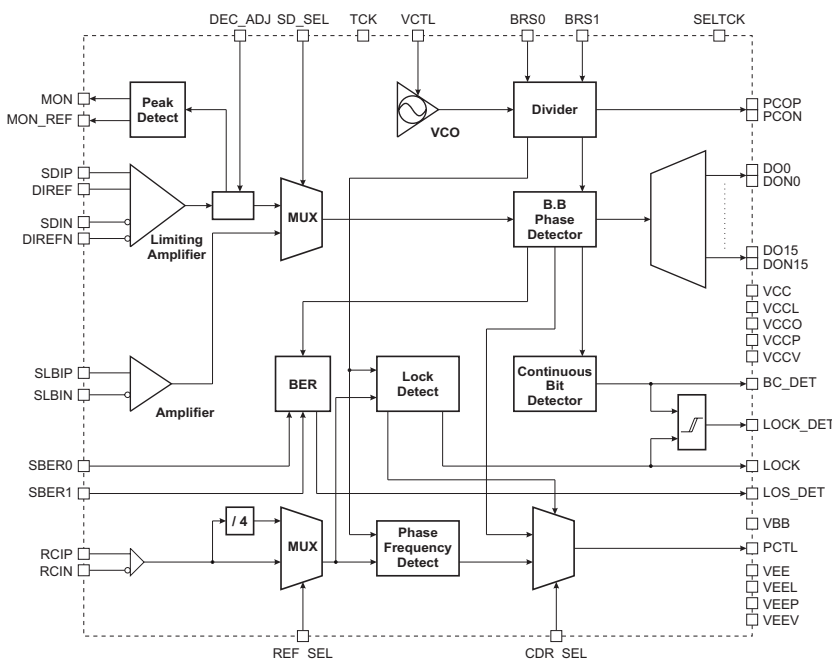 DEC_ADJ SD_SEL TCK VCTL BRS0 BRS1 SELTCK
MON
MON_REF
Peak
Detect
VCO
Divider
PCOP
PCON
SDIP
DIREF
SDIN
DIREFN
Limiting
Amplifier
MUX
B.B
Phase
Detector
DO0
DON0
DO15
DON15
VCC
VCCL
VCCO
VCCP
VCCV
SLBIP
SLBIN
Amplifier
BER
Lock
Detect
Continuous
Bit
Detector
BC_DET
LOCK_DET
SBER0
LOCK
SBER1
LOS_DET
/ 4
MUX
Phase
Frequency
Detect
VBB
RCIP
RCIN
PCTL
VEE
VEEL
VEEP
VEEV
REF_SEL CDR_SEL